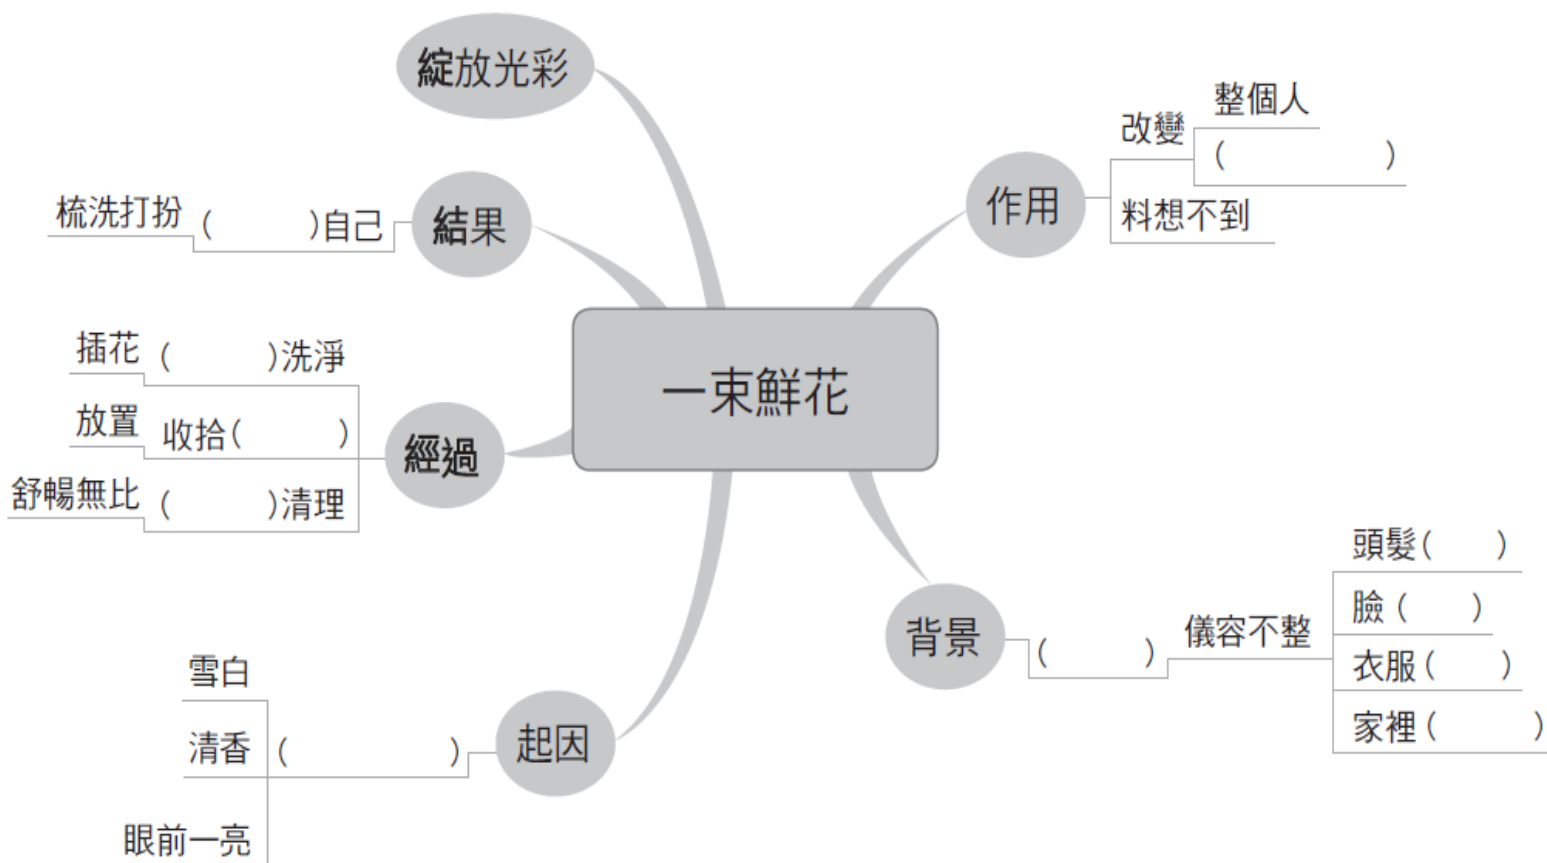 一束鮮花
作用
改變
整個人
(　　　　　)
料想不到
背景
(　　　)
儀容不整
頭髮(　　)
臉(　　)
衣服(　　)
家裡(　　　)
起因
(　　　　　)
雪白
清香
眼前一亮
經過
(　　　)洗淨
插花
收拾(　　　)
放置
(　　　)清理
舒暢無比
結果
(　　　)自己
梳洗打扮
綻放光彩